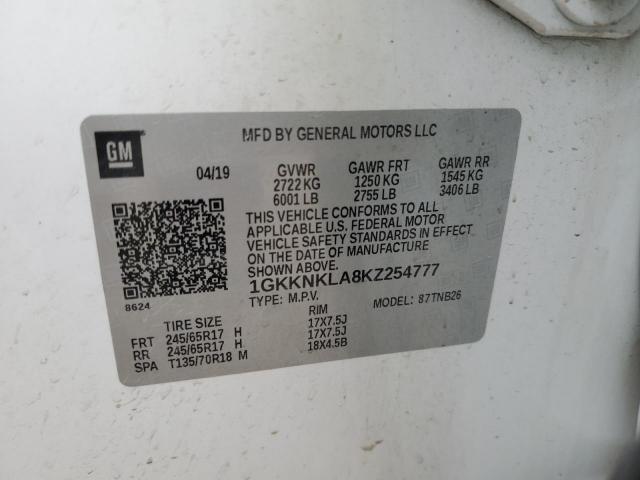 GM
MFD BY GENERAL MOTORS LLC
04/19 GVWR GAWR FRT GAWR RR
2722 KG 1250 KG 1545 KG
6001 LB 2755 LB 3406 LB
THIS VEHICLE CONFORMS TO ALL
APPLICABLE U.S. FEDERAL MOTOR
VEHICLE SAFETY STANDARDS IN EFFECT
ON THE DATE OF MANUFACTURE
SHOWN ABOVE.
1GKKNKLA8KZ254777
8624 TYPE: M.P.V. MODEL: 87TNB26
TIRE SIZE RIM
FRT 245/65R17 H 17X7.5J
RR 245/65R17 H 17X7.5J
SPA T135/70R18 M 18X4.5B